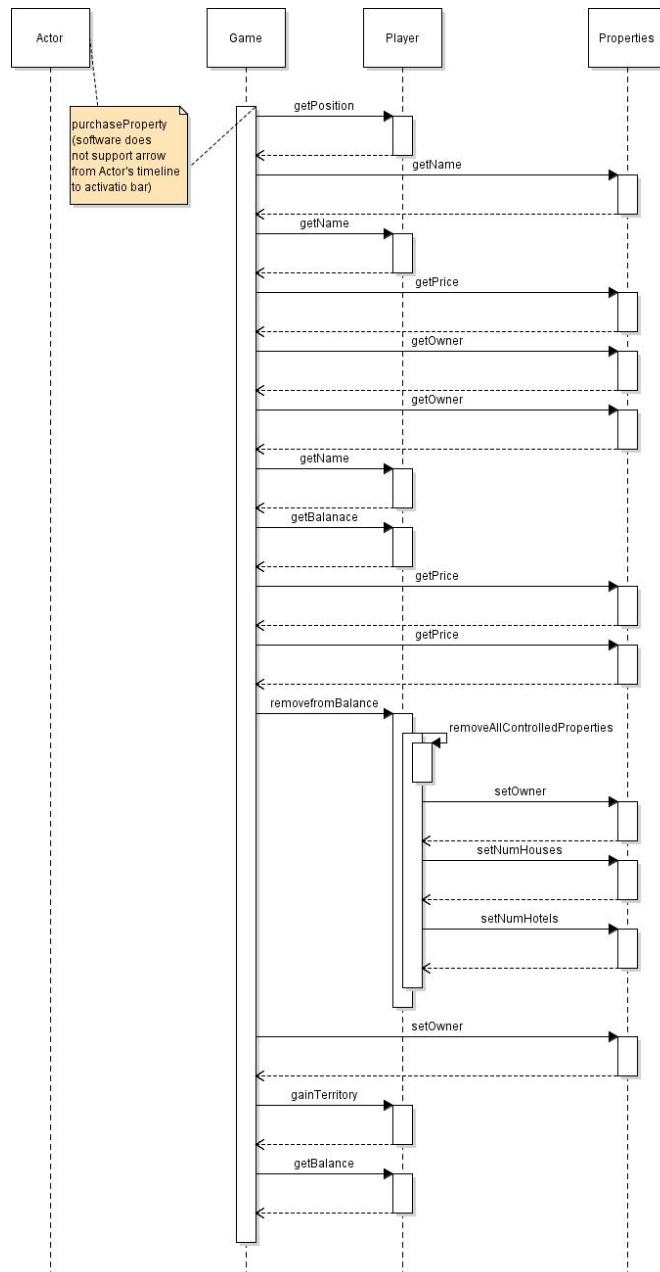 Actor
Game
Player
Properties
purchaseProperty
(software does
not support arrow
from Actor's timeline
to activatio bar)
getPosition
getName
getName
getPrice
getOwner
getOwner
getName
getBalanace
getPrice
getPrice
removefromBalance
removeAllControlledProperties
setOwner
setNumHouses
setNumHotels
setOwner
gainTerritory
getBalance